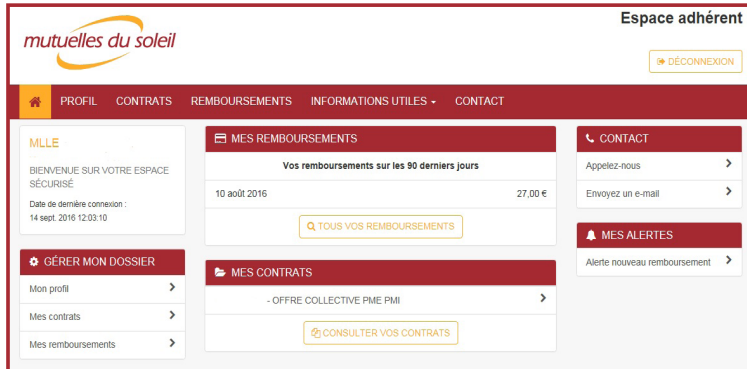 mutuelles du soleil
Espace adhérent
DÉCONNEXION
PROFIL CONTRATS REMBOURSEMENTS INFORMATIONS UTILES CONTACT
MLLE
BIENVENUE SUR VOTRE ESPACE
SÉCURISÉ
Date de dernière connexion :
14 sept. 2016 12:03:10
GÉRER MON DOSSIER
Mon profil
Mes contrats
Mes remboursements
MES REMBOURSEMENTS
Vos remboursements sur les 90 derniers jours
10 août 2016 27,00 €
TOUS VOS REMBOURSEMENTS
MES CONTRATS
- OFFRE COLLECTIVE PME PMI
CONSULTER VOS CONTRATS
CONTACT
Appelez-nous
Envoyez un e-mail
MES ALERTES
Alerte nouveau remboursement